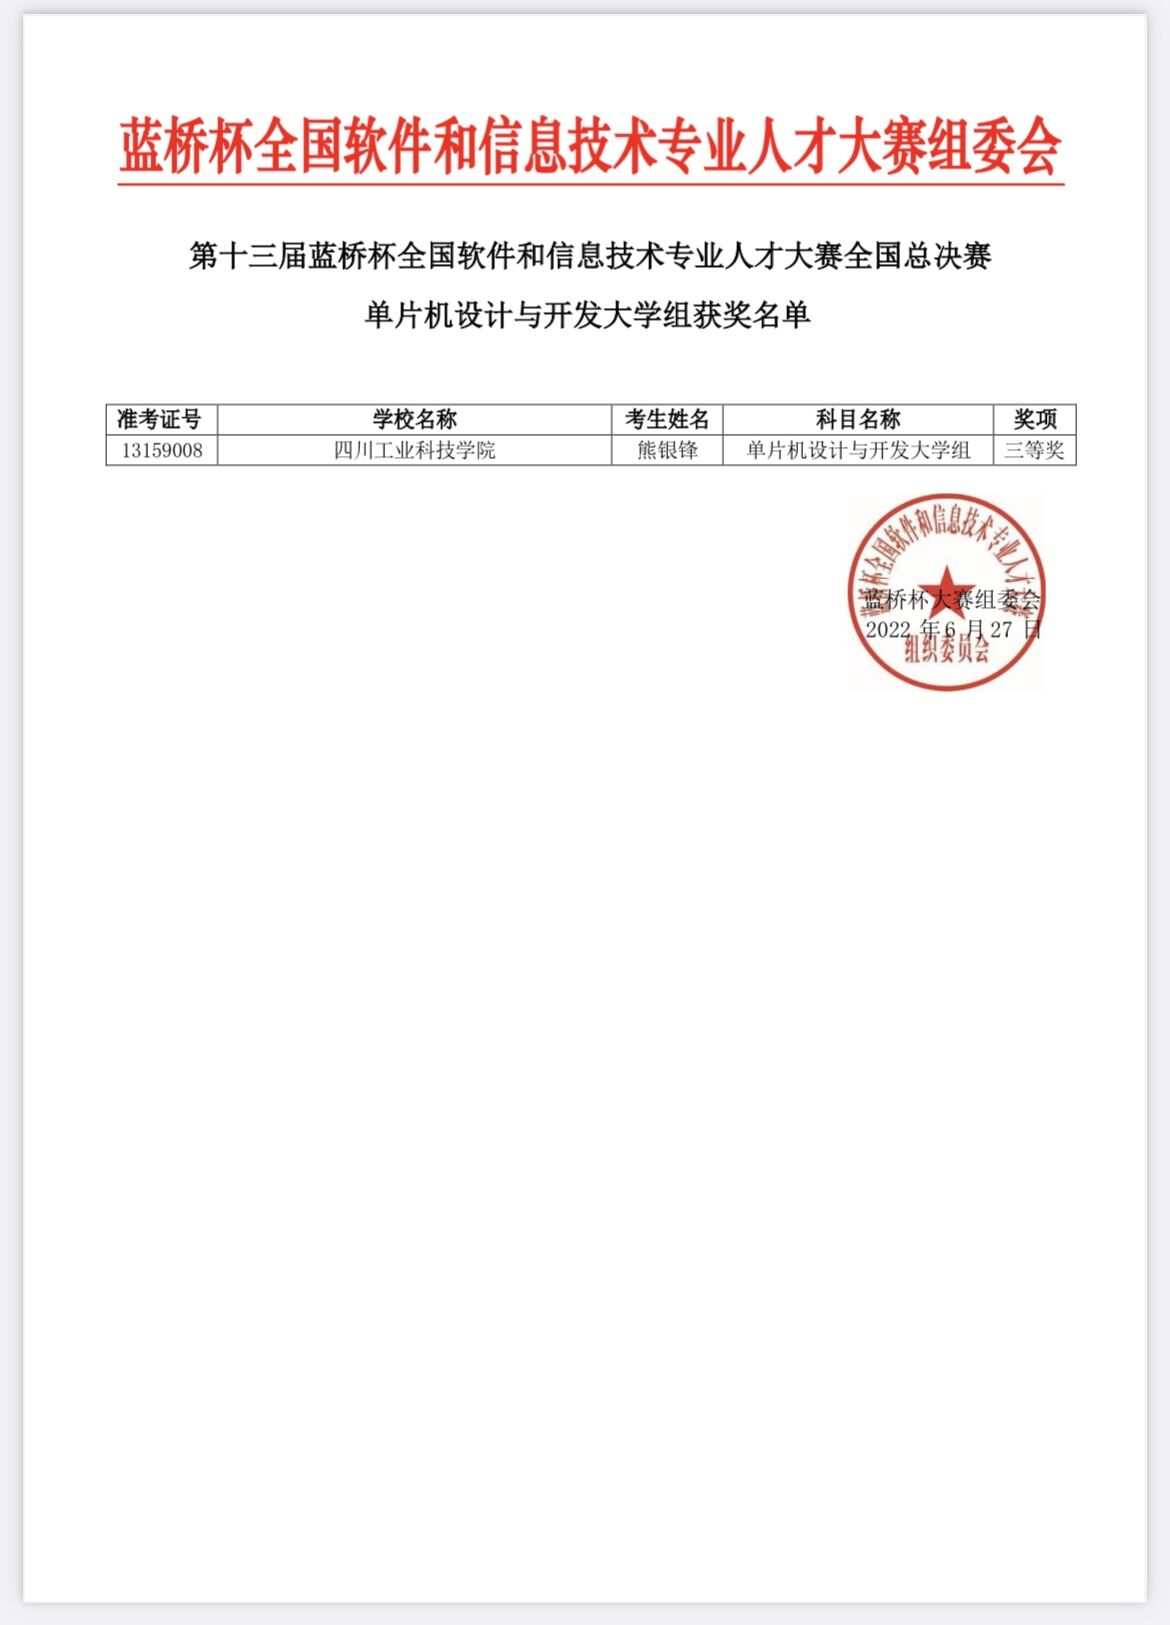 蓝桥杯全国软件和信息技术专业人才大赛组委会
第十三届蓝桥杯全国软件和信息技术专业人才大赛全国总决赛
单片机设计与开发大学组获奖名单
准考证号 学校名称 考生姓名 科目名称 奖项
13159008 四川工业科技学院 熊银锋 单片机设计与开发大学组 三等奖
蓝桥杯全国软件和信息技术专业人才大赛
蓝桥杯大赛组委会
2022 年 6 月 27 日
组织委员会